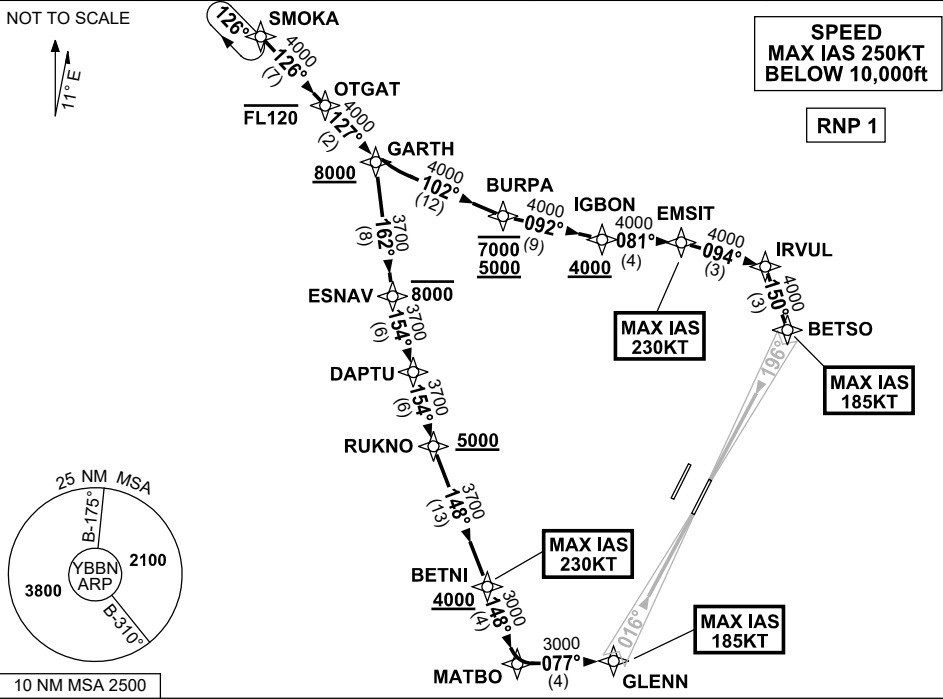 NOT TO SCALE
11° E
SPEED
MAX IAS 250KT
BELOW 10,000ft
RNP 1
126°
SMOKA
4000
126°
(7)
OTGAT
FL120
4000
127°
(2)
GARTH
8000
4000
102°
(12)
BURPA
7000
5000
4000
092°
(9)
IGBON
4000
4000
081°
(4)
EMSIT
MAX IAS
230KT
4000
094°
(3)
IRVUL
4000
150°
(3)
BETSO
MAX IAS
185KT
196°
3700
162°
(8)
ESNAV
8000
3700
154°
(6)
DAPTU
3700
154°
(6)
RUKNO
5000
3700
148°
(13)
BETNI
4000
MAX IAS
230KT
3000
148°
(4)
MATBO
3000
077°
(4)
GLENN
MAX IAS
185KT
016°
25 NM MSA
B-175°
2100
YBBN
ARP
3800
B-310°
10 NM MSA 2500